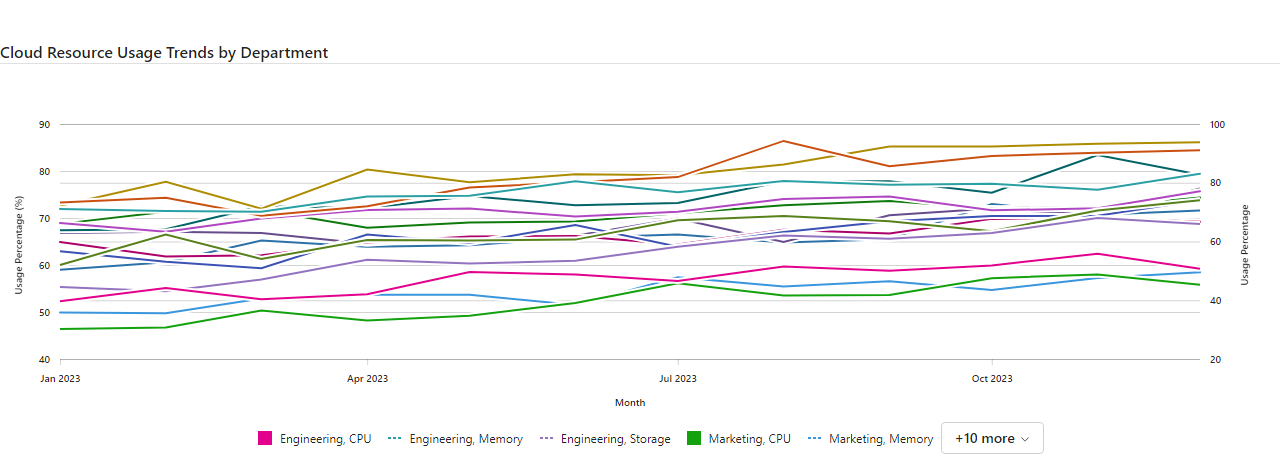 Cloud Resource Usage Trends by Department
90
100
80
80
70
60
60
50
40
40
20
Usage Percentage (%)
Usage Percentage
Jan 2023
Apr 2023
Jul 2023
Oct 2023
Month
Engineering, CPU
Engineering, Memory
Engineering, Storage
Marketing, CPU
Marketing, Memory
+10 more